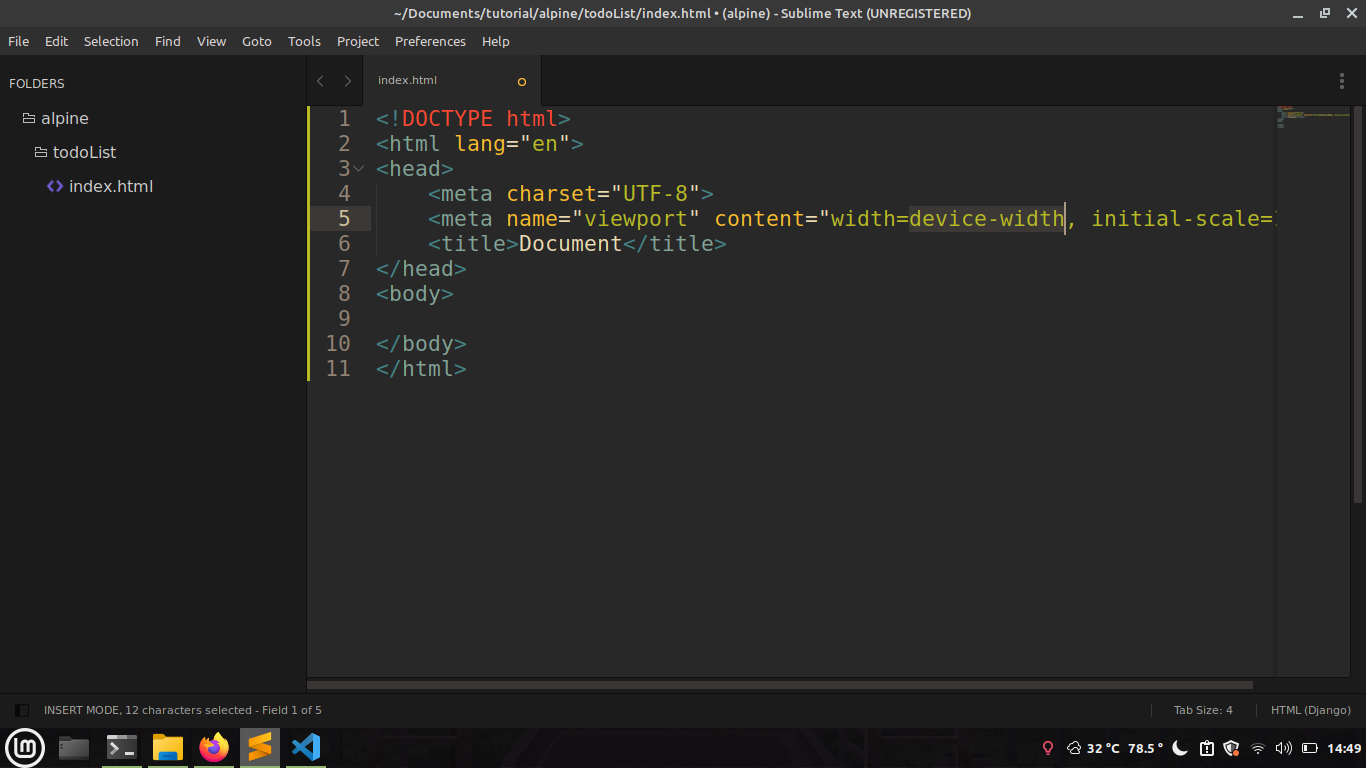 ~/Documents/tutorial/alpine/todoList/index.html • (alpine) - Sublime Text (UNREGISTERED)
File Edit Selection Find View Goto Tools Project Preferences Help
FOLDERS
alpine
todoList
index.html
index.html
1 <!DOCTYPE html>
2 <html lang="en">
3 <head>
4     <meta charset="UTF-8">
5     <meta name="viewport" content="width=device-width, initial-scale=
6     <title>Document</title>
7 </head>
8 <body>
9
10 </body>
11 </html>
INSERT MODE, 12 characters selected - Field 1 of 5
Tab Size: 4
HTML (Django)
32 °C 78.5 ° 14:49